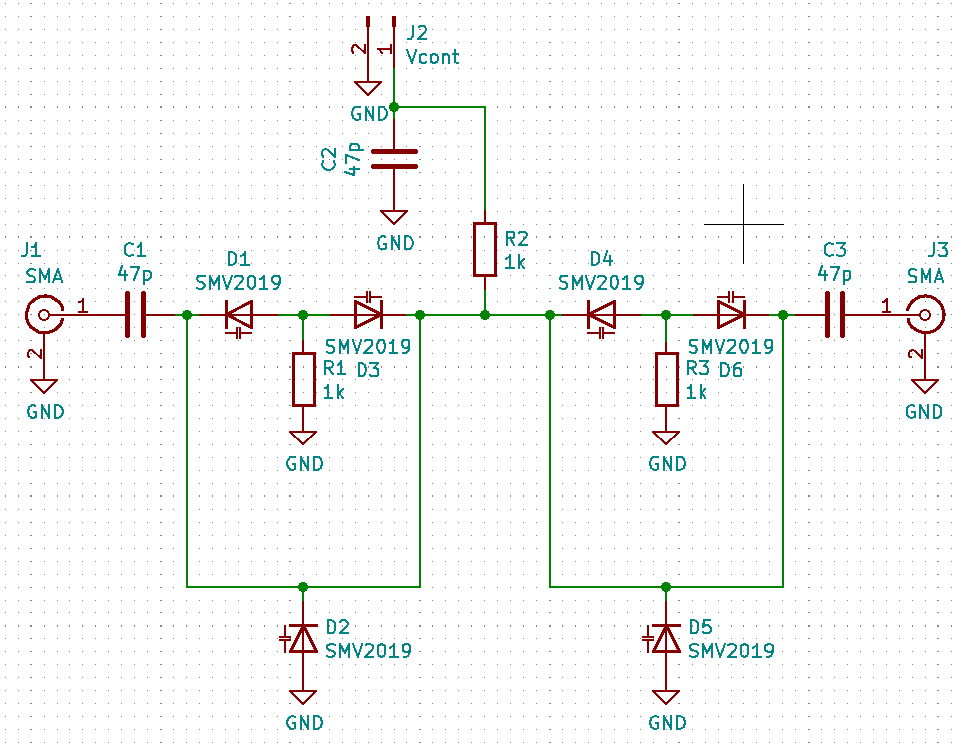 J2
2
1
Vcont
GND
C2
47p
GND
R2
1k
J1
SMA
1
2
GND
C1
47p
D1
SMV2019
SMV2019
D3
R1
1k
GND
D4
SMV2019
SMV2019
D6
R3
1k
GND
C3
47p
J3
SMA
1
2
GND
D2
SMV2019
GND
D5
SMV2019
GND